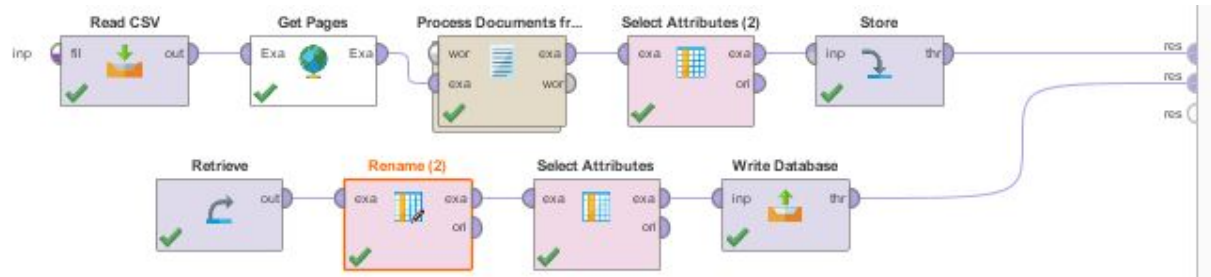 Read CSV Get Pages Process Documents fr... Select Attributes (2) Store
inp fil out Exa Exa wor exa exa exa inp thr res
exa wor ori res
res
Retrieve Rename (2) Select Attributes Write Database
out exa exa exa exa inp thr
ori ori